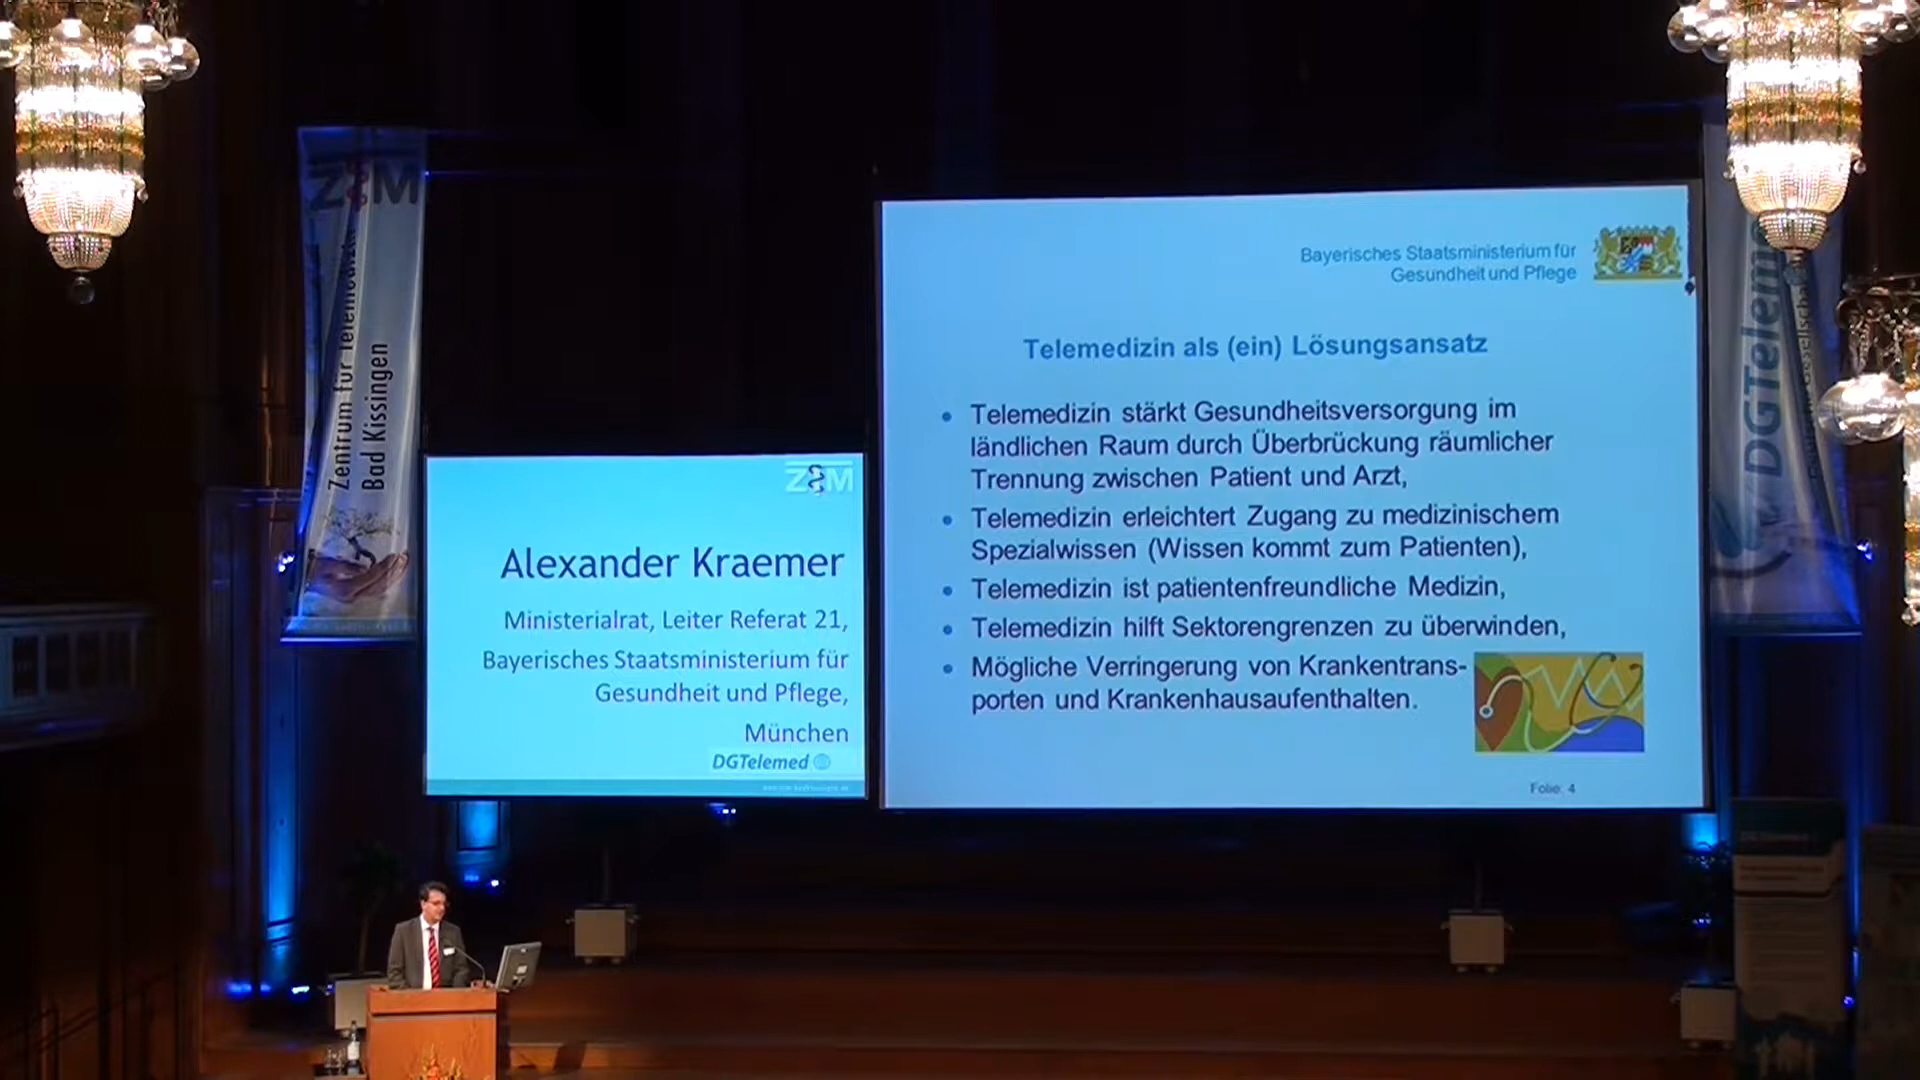 ZTM
Zentrum für Telemedizin
Bad Kissingen
ZTM
Alexander Kraemer
Ministerialrat, Leiter Referat 21,
Bayerisches Staatsministerium für
Gesundheit und Pflege,
München
DGTelemed
Bayerisches Staatsministerium für
Gesundheit und Pflege
Telemedizin als (ein) Lösungsansatz
• Telemedizin stärkt Gesundheitsversorgung im
ländlichen Raum durch Überbrückung räumlicher
Trennung zwischen Patient und Arzt,
• Telemedizin erleichtert Zugang zu medizinischem
Spezialwissen (Wissen kommt zum Patienten),
• Telemedizin ist patientenfreundliche Medizin,
• Telemedizin hilft Sektorengrenzen zu überwinden,
• Mögliche Verringerung von Krankentrans-
porten und Krankenhausaufenthalten.
Folie: 4
DGTeleme